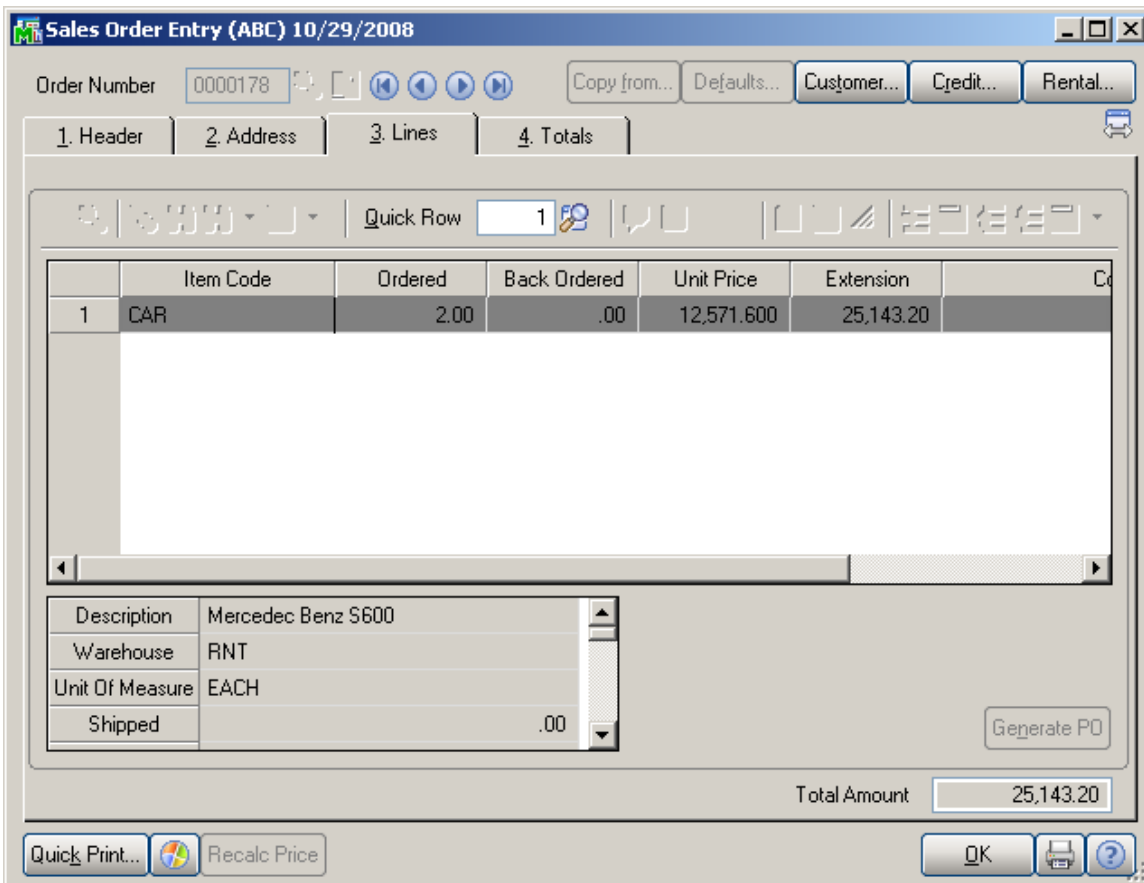 Sales Order Entry (ABC) 10/29/2008
Order Number 0000178 Copy from... Defaults... Customer... Credit... Rental...
1. Header 2. Address 3. Lines 4. Totals
Quick Row 1
Item Code Ordered Back Ordered Unit Price Extension Co
1 CAR 2.00 .00 12,571.600 25,143.20
Description Mercedec Benz S600
Warehouse RNT
Unit Of Measure EACH
Shipped .00
Generate PO
Total Amount 25,143.20
Quick Print... Recalc Price OK